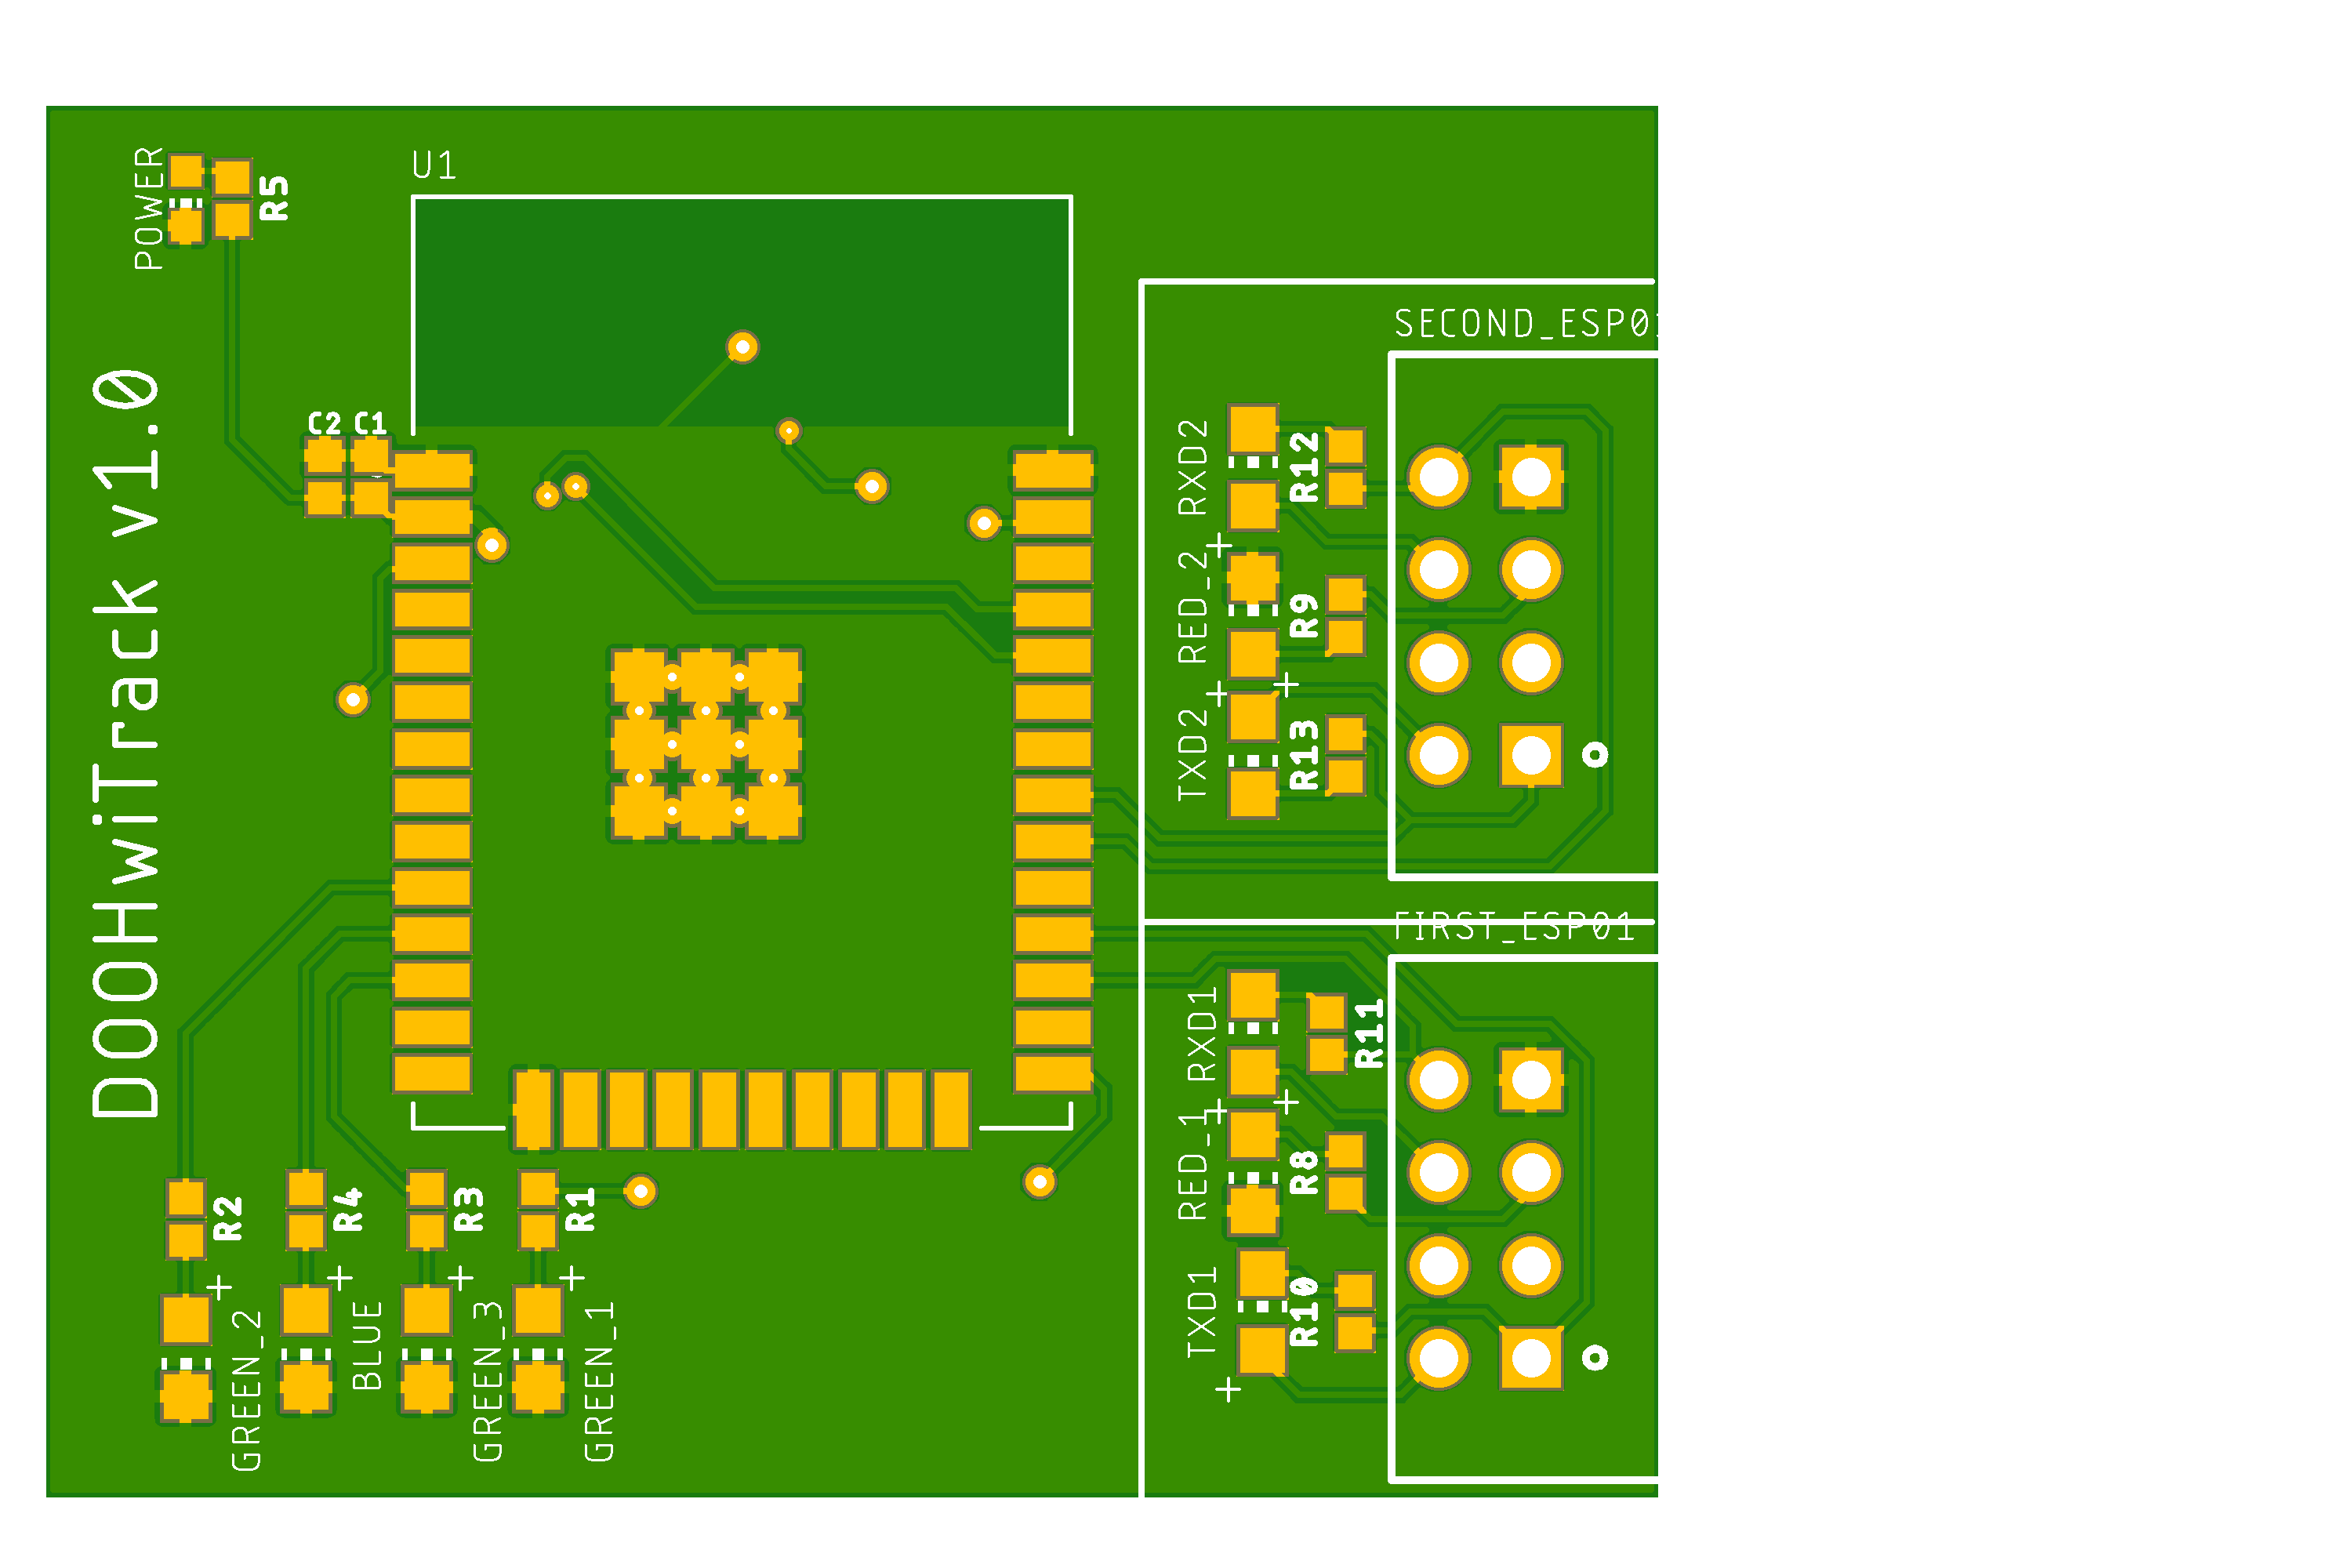 POWER
R5
U1
SECOND_ESP01
DOOHwiTrack v1.0
C2
C1
RXD2
R12
RED_2
R9
TXD2
R13
FIRST_ESP01
RXD1
R11
RED_1
R8
TXD1
R10
R2
R4
R3
R1
GREEN_2
BLUE
GREEN_3
GREEN_1